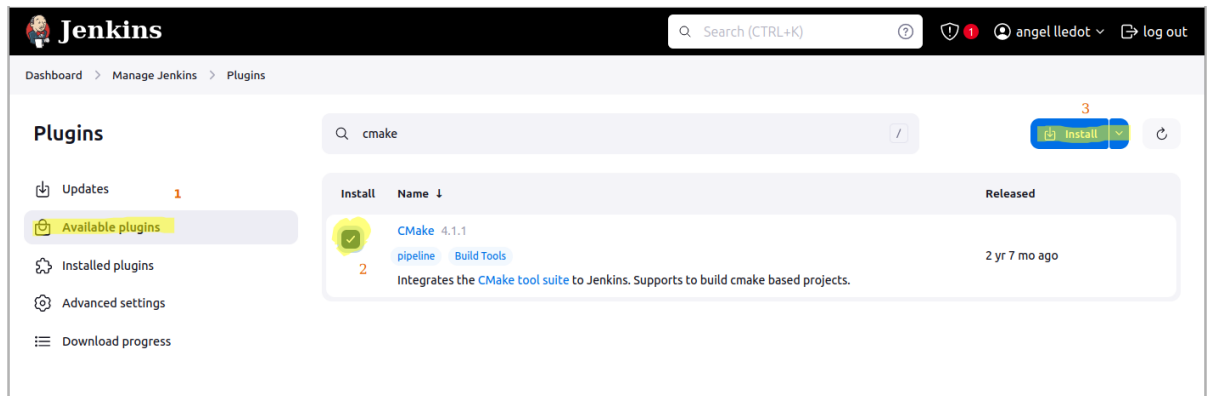 Jenkins
Search (CTRL+K)
1
angel lledot
log out
Dashboard > Manage Jenkins > Plugins
Plugins
cmake
/
3
Install
Updates
1
Available plugins
Installed plugins
Advanced settings
Download progress
Install Name ↓ Released
2
CMake 4.1.1
pipeline Build Tools
2 yr 7 mo ago
Integrates the CMake tool suite to Jenkins. Supports to build cmake based projects.